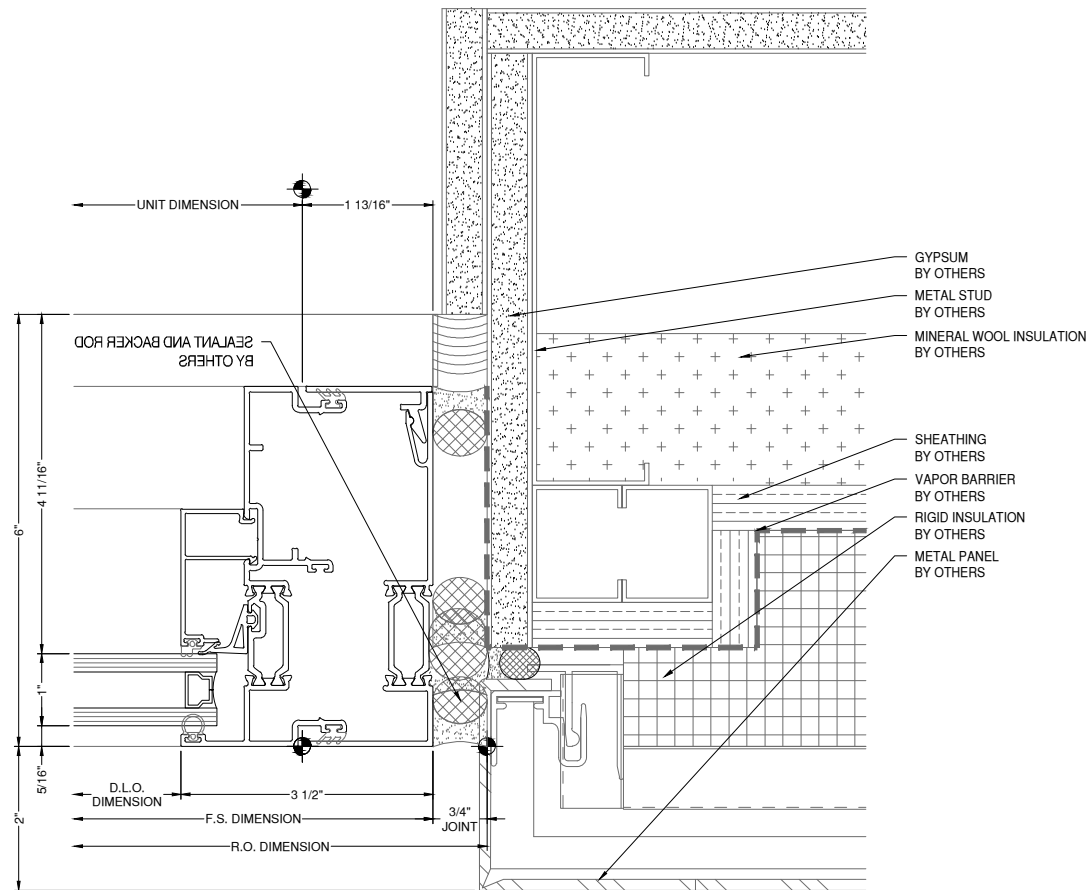 UNIT DIMENSION
1 13/16"
GYPSUM
BY OTHERS
METAL STUD
BY OTHERS
MINERAL WOOL INSULATION
BY OTHERS
SEALANT AND BACKER ROD
BY OTHERS
SHEATHING
BY OTHERS
VAPOR BARRIER
BY OTHERS
RIGID INSULATION
BY OTHERS
METAL PANEL
BY OTHERS
6"
4 11/16"
1"
5/16"
2"
D.L.O.
DIMENSION
3 1/2"
F.S. DIMENSION
3/4"
JOINT
R.O. DIMENSION